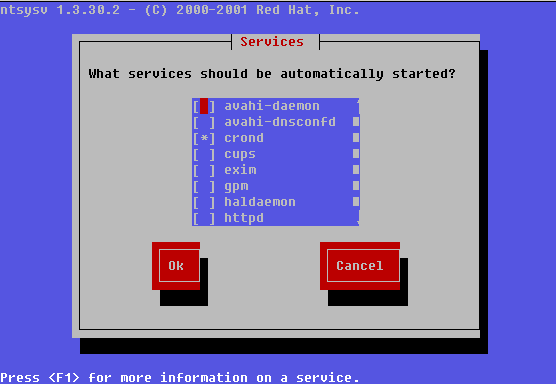 ntsysv 1.3.30.2 - (C) 2000-2001 Red Hat, Inc.
Services
What services should be automatically started?
[ ] avahi-daemon
[ ] avahi-dnsconfd
[*] crond
[ ] cups
[ ] exim
[ ] gpm
[ ] haldaemon
[ ] httpd
Ok Cancel
Press <F1> for more information on a service.